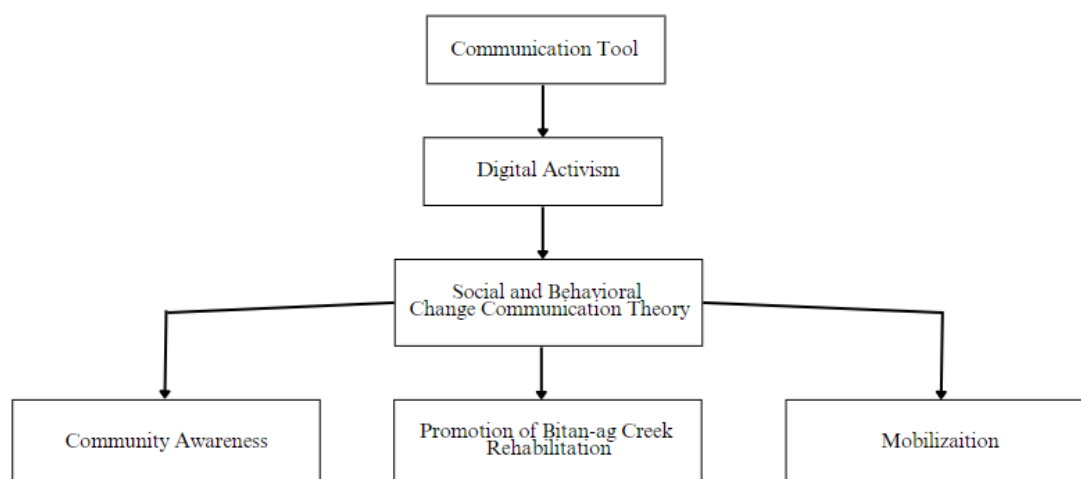 Communication Tool
Digital Activism
Social and Behavioral
Change Communication Theory
Community Awareness
Promotion of Bitan-ag Creek
Rehabilitation
Mobilizaition